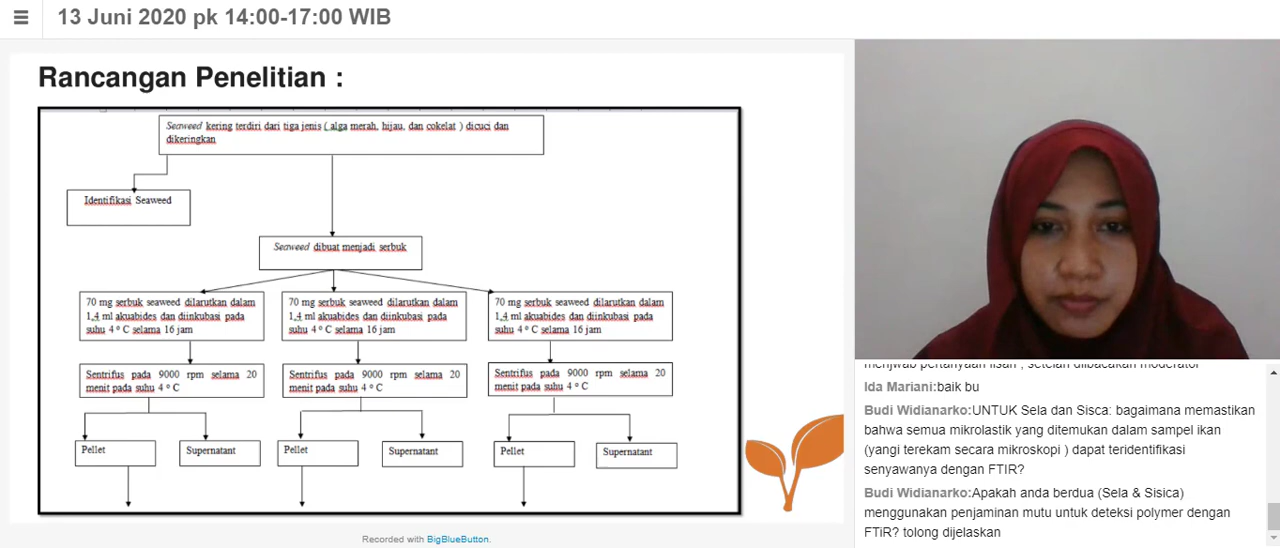 13 Juni 2020 pk 14:00-17:00 WIB
Rancangan Penelitian :
Seaweed kering terdiri dari tiga jenis ( alga merah, hijau, dan cokelat ) dicuci dan
dikeringkan
Identifikasi Seaweed
Seaweed dibuat menjadi serbuk
70 mg serbuk seaweed dilarutkan dalam
1,4 ml akuabides dan diinkubasi pada
suhu 4 ° C selama 16 jam
70 mg serbuk seaweed dilarutkan dalam
1,4 ml akuabides dan diinkubasi pada
suhu 4 ° C selama 16 jam
70 mg serbuk seaweed dilarutkan dalam
1,4 ml akuabides dan diinkubasi pada
suhu 4 ° C selama 16 jam
Sentrifus pada 9000 rpm selama 20
menit pada suhu 4 ° C
Sentrifus pada 9000 rpm selama 20
menit pada suhu 4 ° C
Sentrifus pada 9000 rpm selama 20
menit pada suhu 4 ° C
Pellet
Supernatant
Pellet
Supernatant
Pellet
Supernatant
Recorded with BigBlueButton.
setelah dibacakan moderator
Ida Mariani:baik bu
Budi Widianarko:UNTUK Sela dan Sisca: bagaimana memastikan
bahwa semua mikrolastik yang ditemukan dalam sampel ikan
(yangi terekam secara mikroskopi ) dapat teridentifikasi
senyawanya dengan FTIR?
Budi Widianarko:Apakah anda berdua (Sela & Sisica)
menggunakan penjaminan mutu untuk deteksi polymer dengan
FTiR? tolong dijelaskan